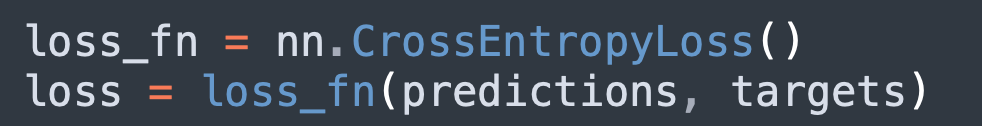 loss_fn = nn.CrossEntropyLoss()
loss = loss_fn(predictions, targets)